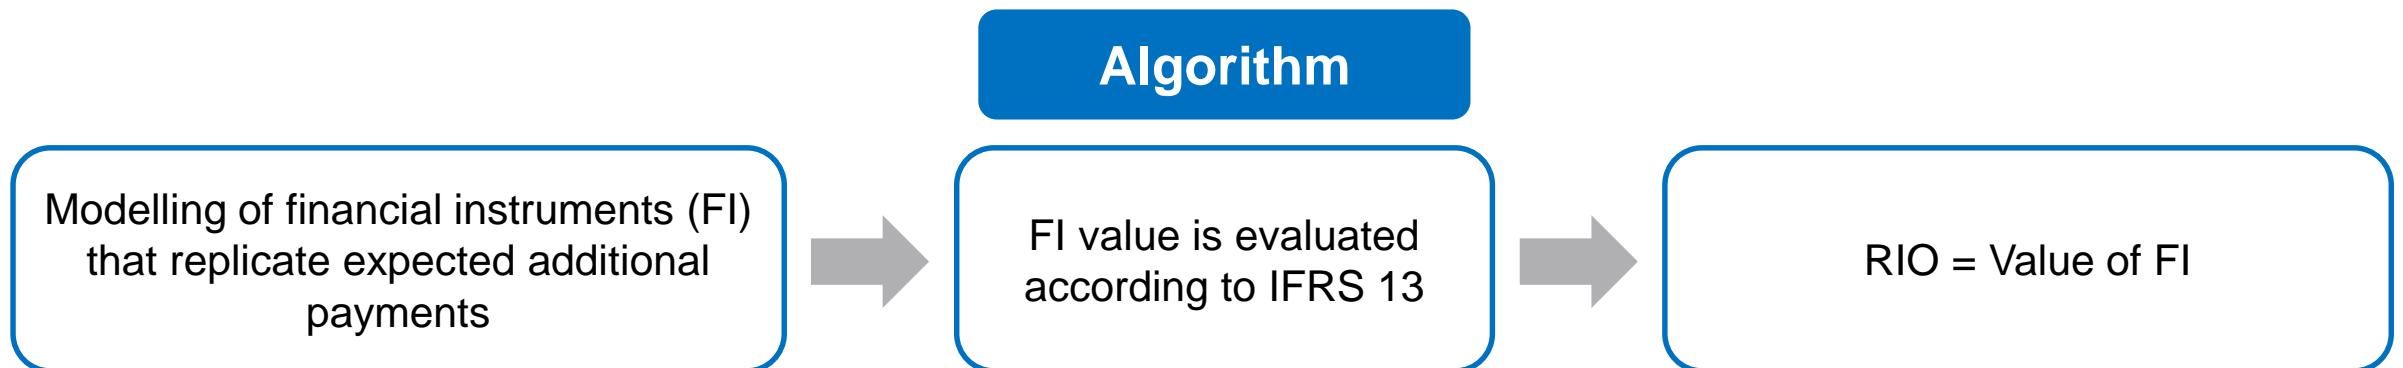 Algorithm
Modelling of financial instruments (FI)
that replicate expected additional
payments
FI value is evaluated
according to IFRS 13
RIO = Value of FI